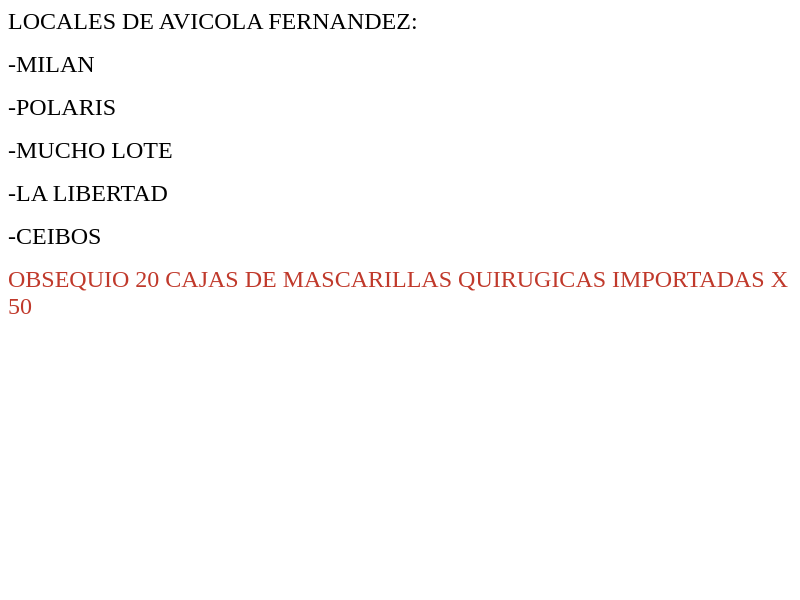 LOCALES DE AVICOLA FERNANDEZ:
-MILAN
-POLARIS
-MUCHO LOTE
-LA LIBERTAD
-CEIBOS
OBSEQUIO 20 CAJAS DE MASCARILLAS QUIRUGICAS IMPORTADAS X
50